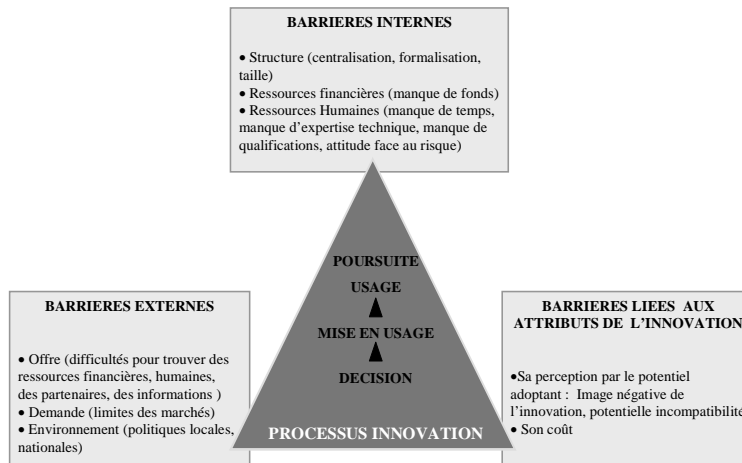 BARRIERES INTERNES
• Structure (centralisation, formalisation,
taille)
• Ressources financières (manque de fonds)
• Ressources Humaines (manque de temps,
manque d'expertise technique, manque de
qualifications, attitude face au risque)
POURSUITE
USAGE
MISE EN USAGE
DECISION
PROCESSUS INNOVATION
BARRIERES EXTERNES
• Offre (difficultés pour trouver des
ressources financières, humaines,
des partenaires, des informations )
• Demande (limites des marchés)
• Environnement (politiques locales,
nationales)
BARRIERES LIEES AUX
ATTRIBUTS DE L'INNOVATION
•Sa perception par le potentiel
adoptant : Image négative de
l'innovation, potentielle incompatibilité
• Son coût